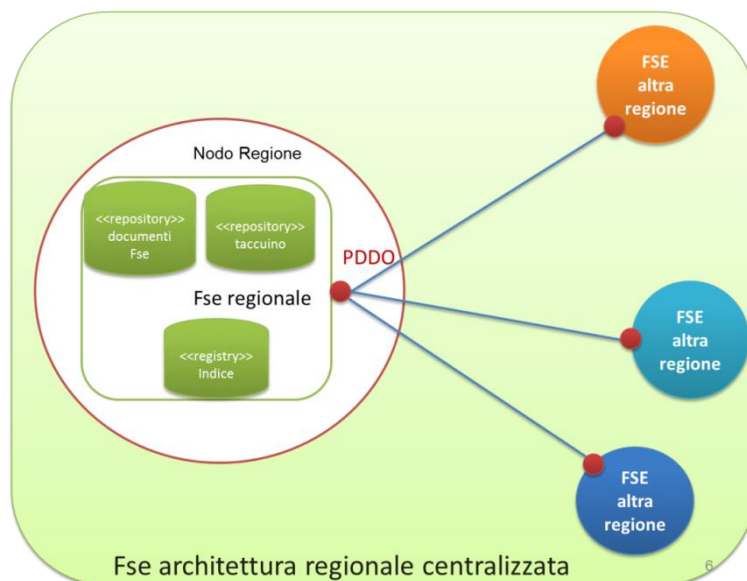 FSE
altra
regione
Nodo Regione
<<repository>>
documenti
Fse
<<repository>>
taccuino
PDDO
Fse regionale
FSE
altra
regione
<<registry>>
Indice
FSE
altra
regione
Fse architettura regionale centralizzata
6